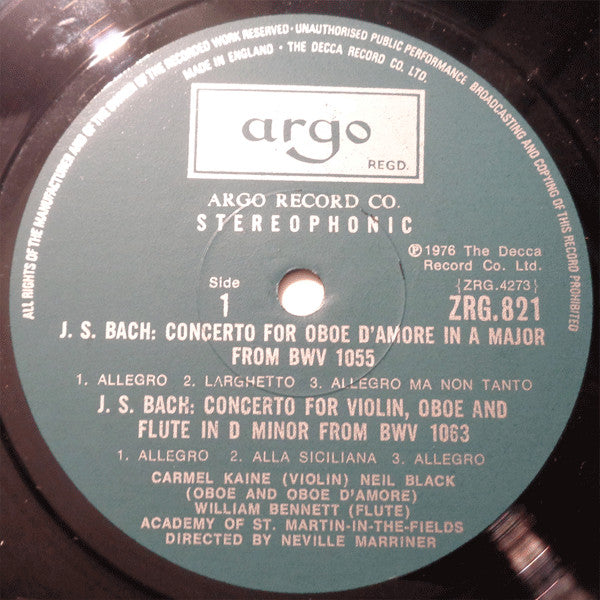 ALL RIGHTS OF THE MANUFACTURER AND OF THE OWNER OF THE RECORDED WORK RESERVED · UNAUTHORISED PUBLIC PERFORMANCE BROADCASTING AND COPYING OF THIS RECORD PROHIBITED
MADE IN ENGLAND · THE DECCA RECORD CO. LTD.
argo
REGD.
ARGO RECORD CO.
STEREOPHONIC
℗ 1976 The Decca
Record Co. Ltd.
Side
1
{ZRG.4273}
ZRG.821
J. S. BACH: CONCERTO FOR OBOE D'AMORE IN A MAJOR
FROM BWV 1055
1. ALLEGRO 2. LARGHETTO 3. ALLEGRO MA NON TANTO
J. S. BACH: CONCERTO FOR VIOLIN, OBOE AND
FLUTE IN D MINOR FROM BWV 1063
1. ALLEGRO 2. ALLA SICILIANA 3. ALLEGRO
CARMEL KAINE (VIOLIN) NEIL BLACK
(OBOE AND OBOE D'AMORE)
WILLIAM BENNETT (FLUTE)
ACADEMY OF ST. MARTIN-IN-THE-FIELDS
DIRECTED BY NEVILLE MARRINER